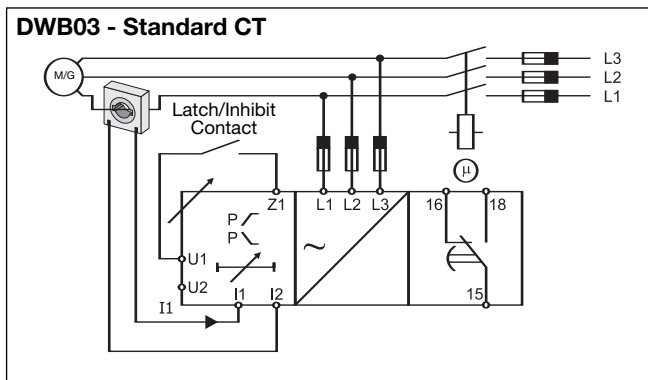 DWB03 - Standard CT
M/G
L3
L2
L1
Latch/Inhibit
Contact
μ
Z1
L1
L2
L3
16
18
P
P
~
U1
U2
I1
I1
I2
15